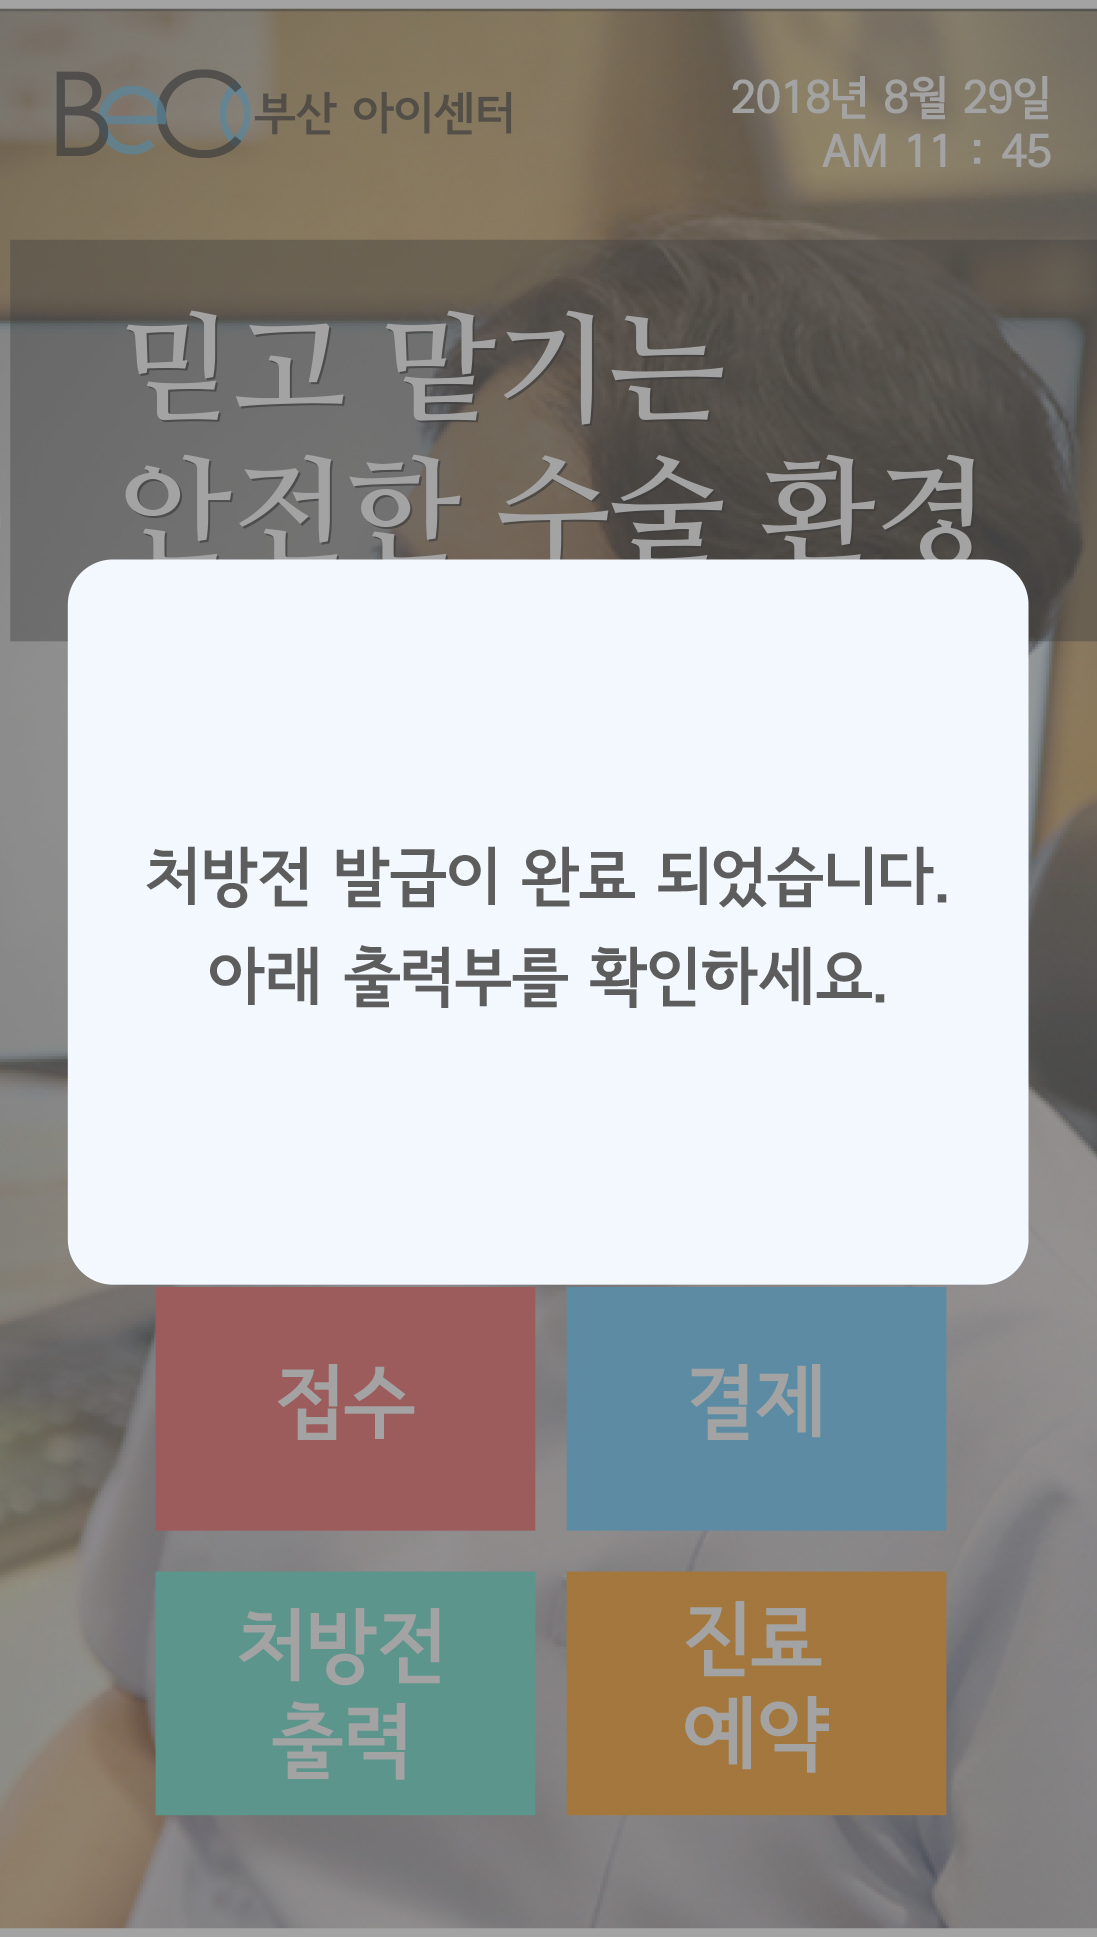 BeC 부산 아이센터
2018년 8월 29일
AM 11 : 45
믿고 맡기는
안전한 수술 환경
처방전 발급이 완료 되었습니다.
아래 출력부를 확인하세요.
접수
결제
처방전
출력
진료
예약